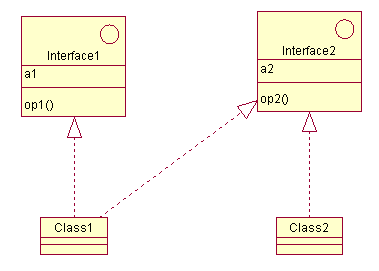 Interface1
a1
op1()
Interface2
a2
op2()
Class1
Class2